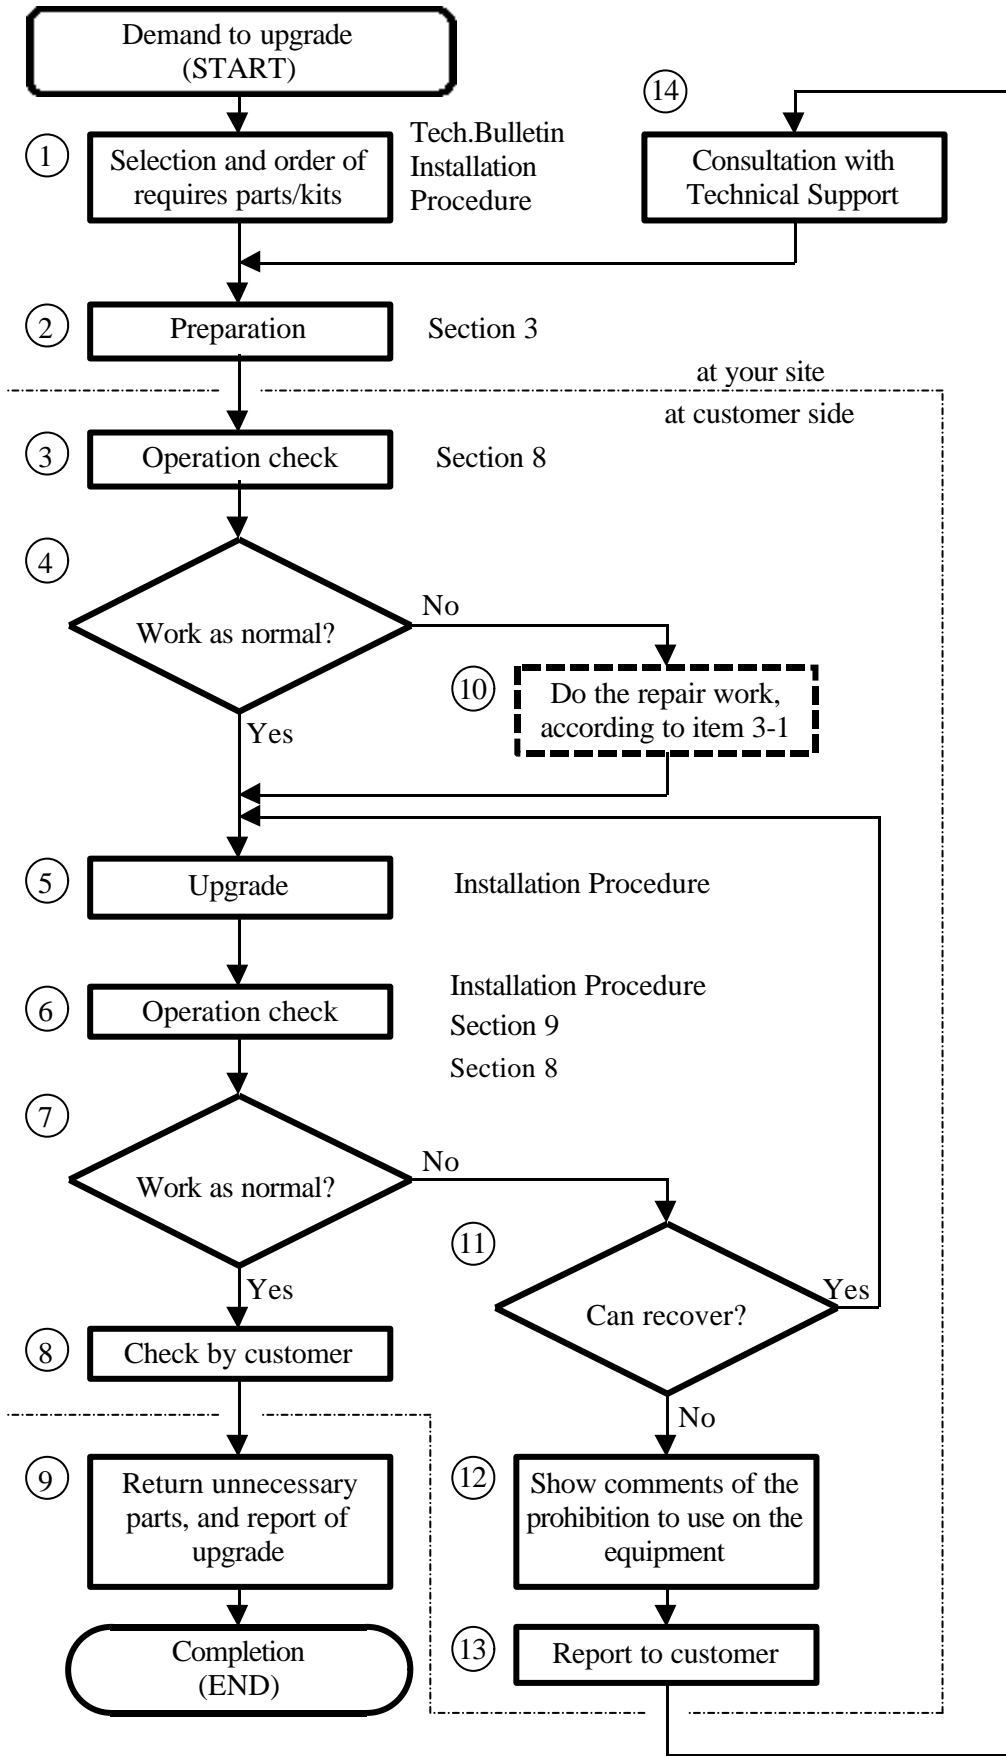 Demand to upgrade
(START)
14
1
Selection and order of
requires parts/kits
Tech.Bulletin
Installation
Procedure
Consultation with
Technical Support
2
Preparation
Section 3
at your site
at customer side
3
Operation check
Section 8
4
Work as normal?
No
Yes
10
Do the repair work,
according to item 3-1
5
Upgrade
Installation Procedure
6
Operation check
Installation Procedure
Section 9
Section 8
7
Work as normal?
No
Yes
11
Can recover?
Yes
No
8
Check by customer
9
Return unnecessary
parts, and report of
upgrade
12
Show comments of the
prohibition to use on the
equipment
Completion
(END)
13
Report to customer